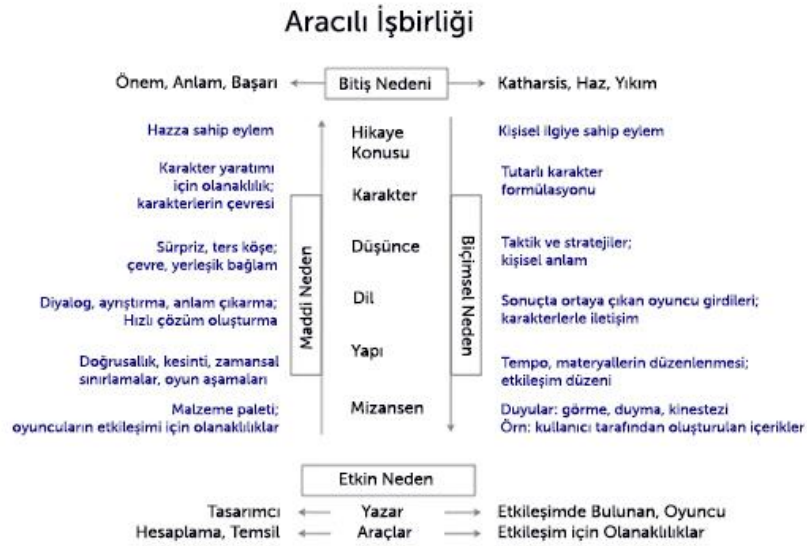 Aracılı İşbirliği
Önem, Anlam, Başarı
Bitiş Nedeni
Katharsis, Haz, Yıkım
Hazza sahip eylem
Hikaye
Konusu
Kişisel ilgiye sahip eylem
Karakter yaratımı
için olanaklılık;
karakterlerin çevresi
Karakter
Tutarlı karakter
formülasyonu
Sürpriz, ters köşe;
çevre, yerleşik bağlam
Düşünce
Taktik ve stratejiler;
kişisel anlam
Maddi Neden
Biçimsel Neden
Diyalog, ayrıştırma, anlam çıkarma;
Hızlı çözüm oluşturma
Dil
Sonuçta ortaya çıkan oyuncu girdileri;
karakterlerle iletişim
Doğrusallık, kesinti, zamansal
sınırlamalar, oyun aşamaları
Yapı
Tempo, materyallerin düzenlenmesi;
etkileşim düzeni
Malzeme paleti;
oyuncuların etkileşimi için olanaklılıklar
Mizansen
Duyular: görme, duyma, kinestezi
Örn: kullanıcı tarafından oluşturulan içerikler
Etkin Neden
Tasarımcı
Yazar
Etkileşimde Bulunan, Oyuncu
Hesaplama, Temsil
Araçlar
Etkileşim için Olanaklılıklar